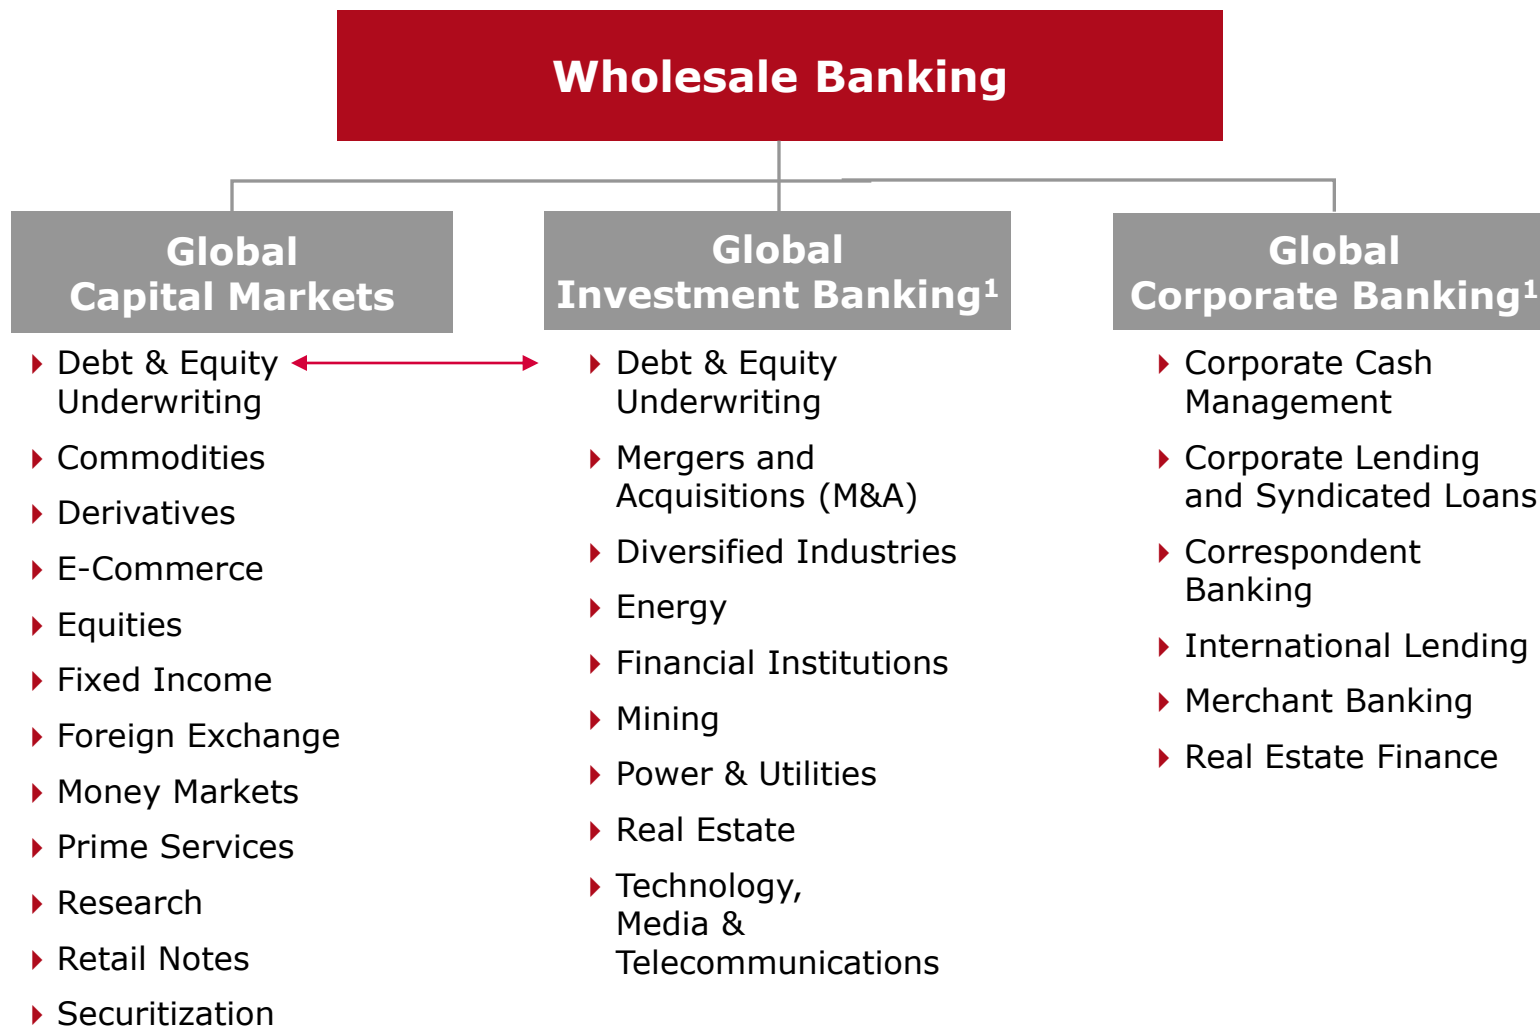 Wholesale Banking
Global
Capital Markets
Debt & Equity
Underwriting
Commodities
Derivatives
E-Commerce
Equities
Fixed Income
Foreign Exchange
Money Markets
Prime Services
Research
Retail Notes
Securitization
Global
Investment Banking¹
Debt & Equity
Underwriting
Mergers and
Acquisitions (M&A)
Diversified Industries
Energy
Financial Institutions
Mining
Power & Utilities
Real Estate
Technology,
Media &
Telecommunications
Global
Corporate Banking¹
Corporate Cash
Management
Corporate Lending
and Syndicated Loans
Correspondent
Banking
International Lending
Merchant Banking
Real Estate Finance